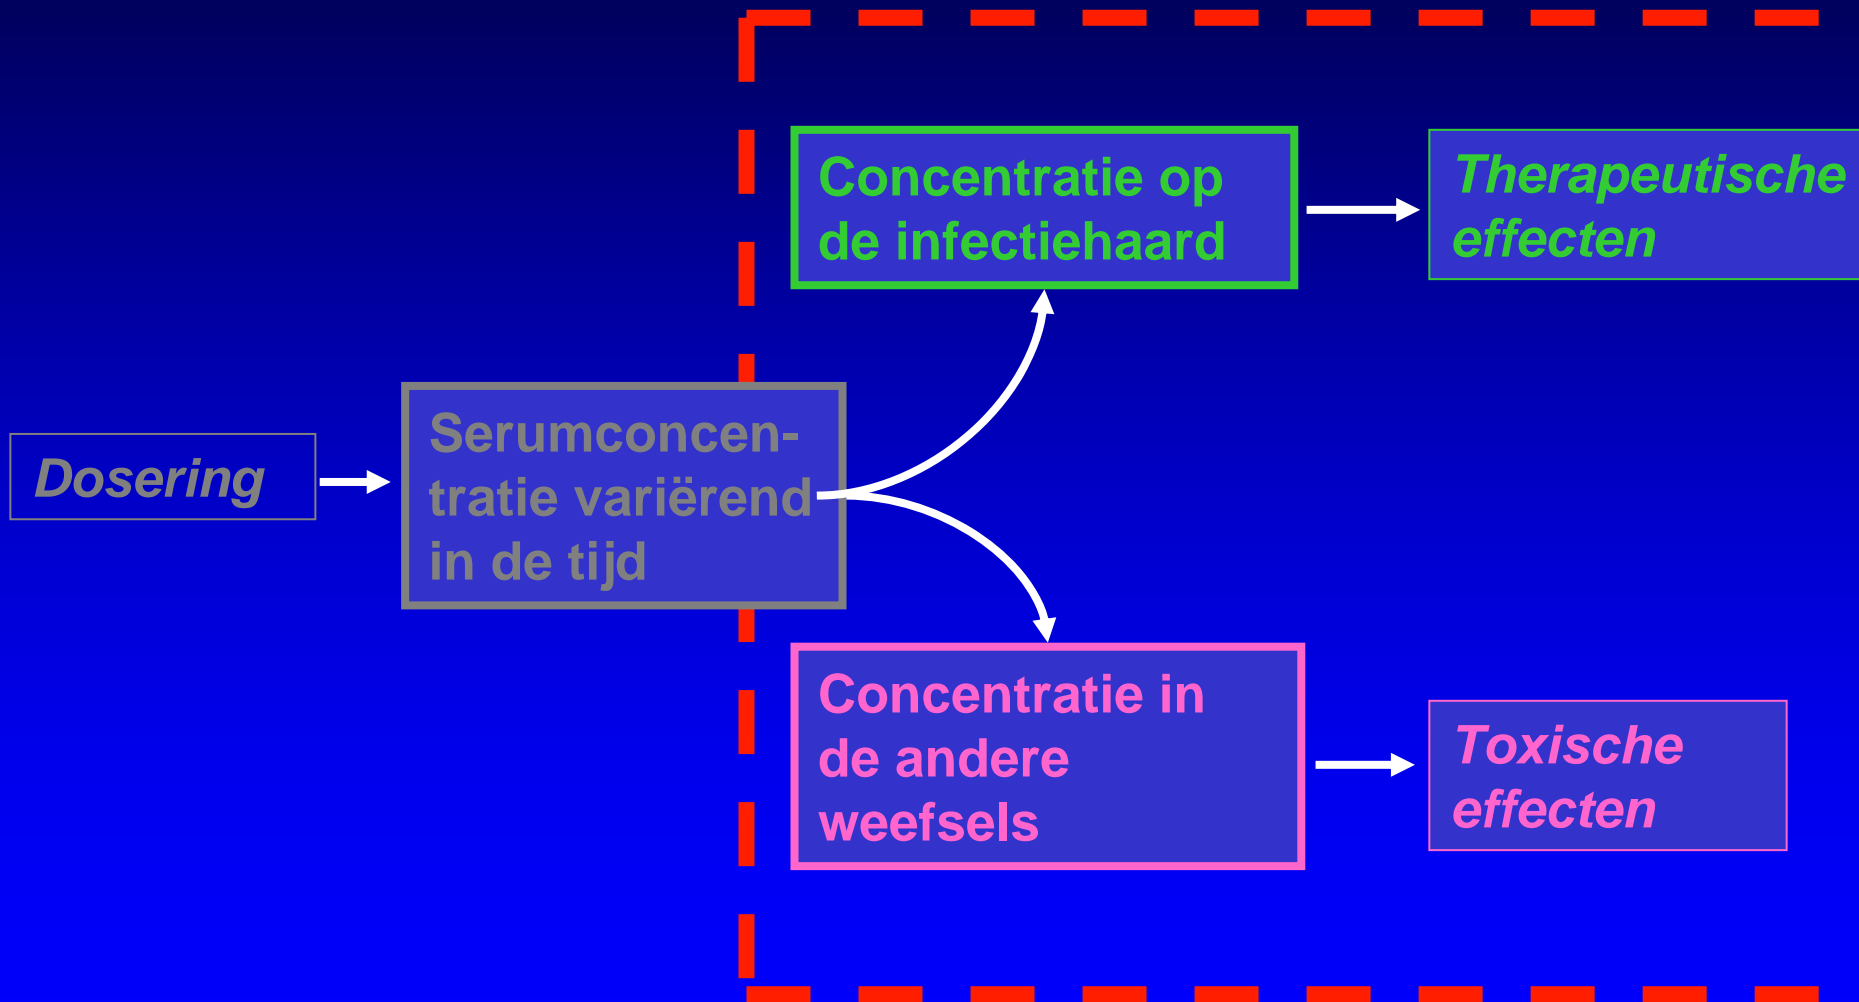 Dosering
Serumconcen-
tratie variërend
in de tijd
Concentratie op
de infectiehaard
Therapeutische
effecten
Concentratie in
de andere
weefsels
Toxische
effecten